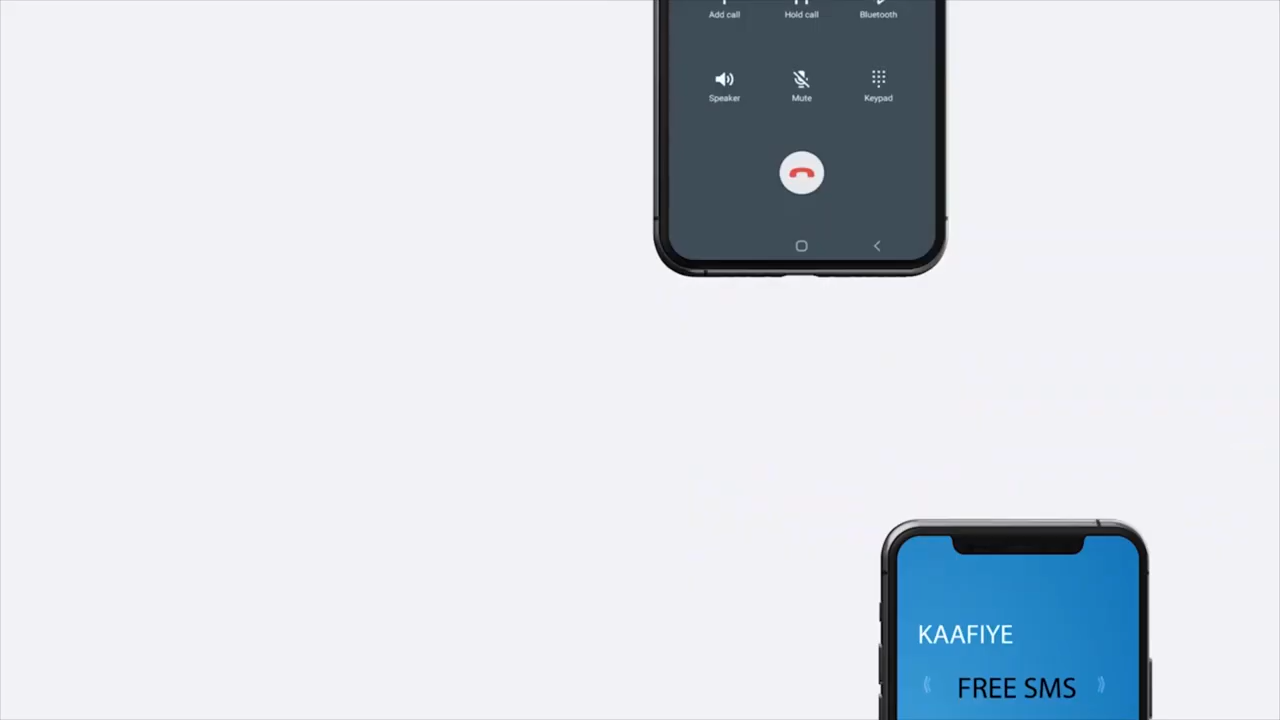 Add call Hold call Bluetooth
Speaker Mute Keypad
KAAFIYE
FREE SMS